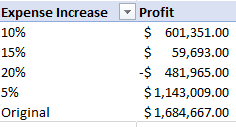 Expense Increase Profit
10% $ 601,351.00
15% $ 59,693.00
20% -$ 481,965.00
5% $ 1,143,009.00
Original $ 1,684,667.00